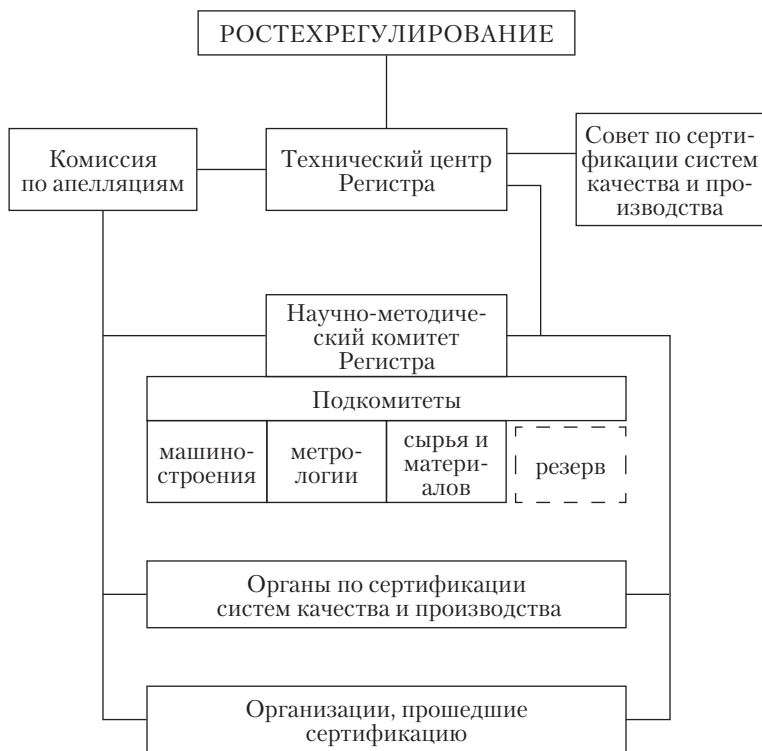 РОСТЕХРЕГУЛИРОВАНИЕ
Комиссия
по апелляциям
Технический центр
Регистра
Совет по серти-
фикации систем
качества и про-
изводства
Научно-методиче-
ский комитет
Регистра
Подкомитеты
машино-
строения
метро-
логии
сырья и
матери-
алов
резерв
Органы по сертификации
систем качества и производства
Организации, прошедшие
сертификацию